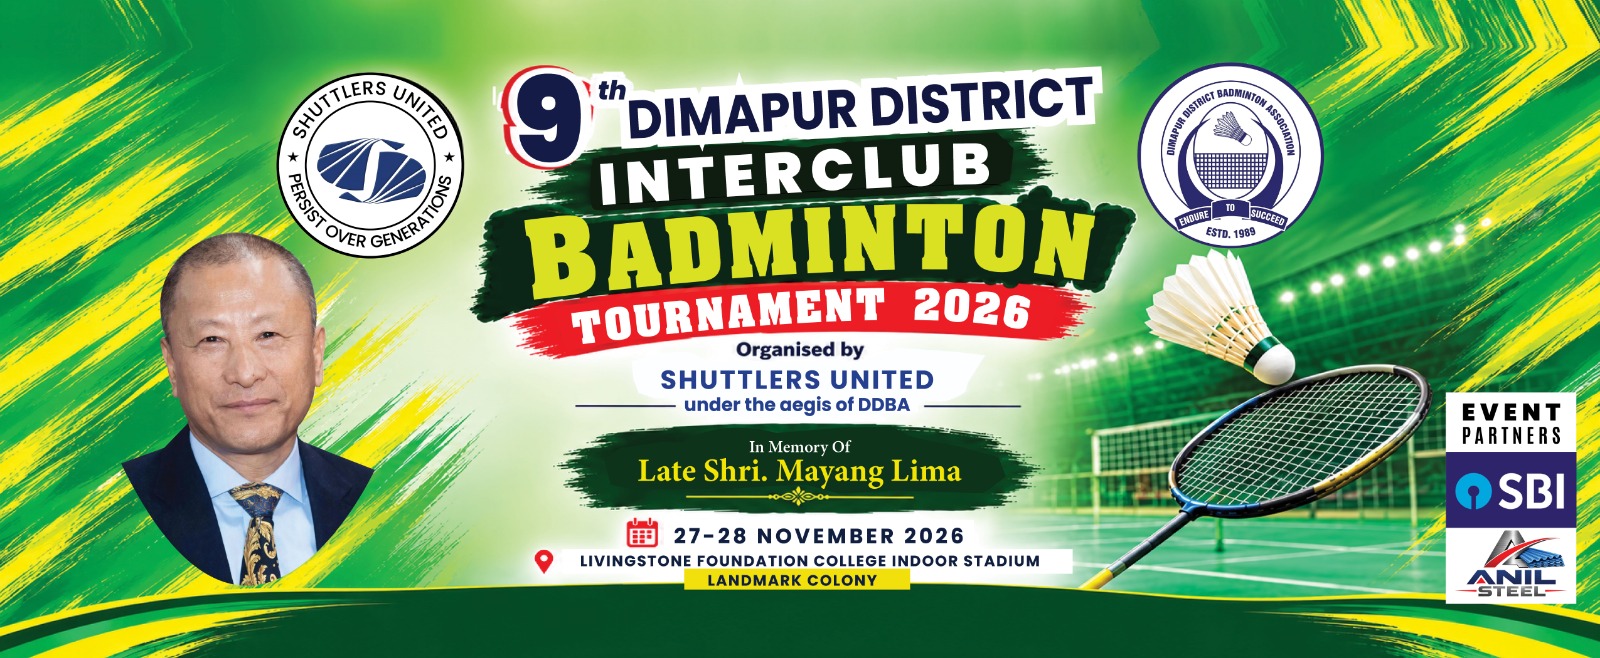 SHUTTLERS UNITED
PERSIST OVER GENERATIONS
9th DIMAPUR DISTRICT
INTERCLUB
BADMINTON
TOURNAMENT 2026
Organised by
SHUTTLERS UNITED
under the aegis of DDBA
In Memory Of
Late Shri. Mayang Lima
27-28 NOVEMBER 2026
LIVINGSTONE FOUNDATION COLLEGE INDOOR STADIUM
LANDMARK COLONY
DIMAPUR DISTRICT BADMINTON ASSOCIATION
ENDURE TO SUCCEED
ESTD. 1989
EVENT
PARTNERS
SBI
ANIL
STEEL